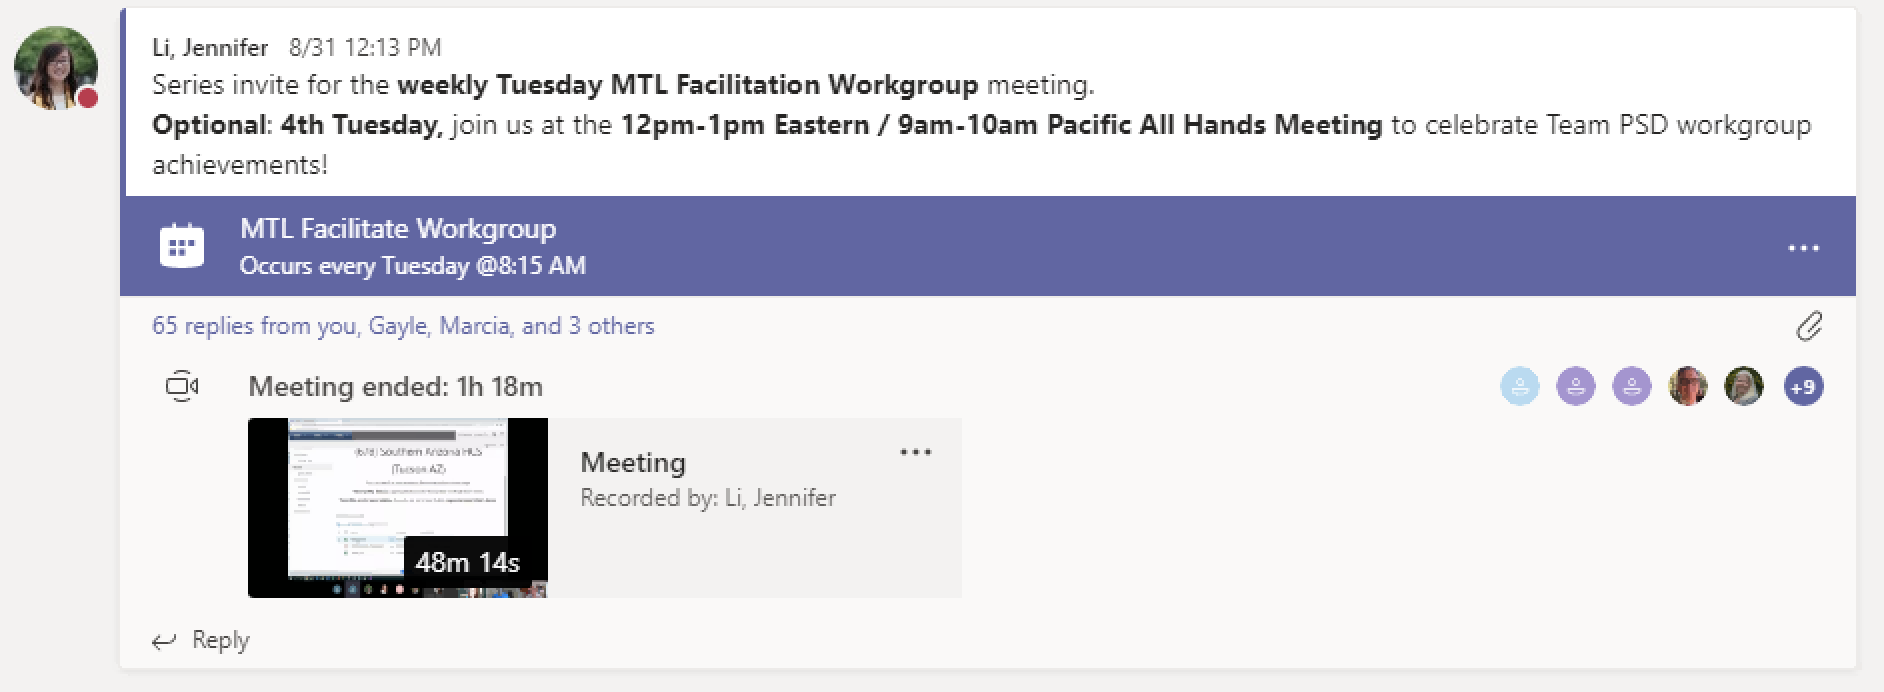 Li, Jennifer 8/31 12:13 PM
Series invite for the weekly Tuesday MTL Facilitation Workgroup meeting.
Optional: 4th Tuesday, join us at the 12pm-1pm Eastern / 9am-10am Pacific All Hands Meeting to celebrate Team PSD workgroup
achievements!
MTL Facilitate Workgroup
Occurs every Tuesday @8:15 AM
65 replies from you, Gayle, Marcia, and 3 others
Meeting ended: 1h 18m
+9
(678) Southern Arizona HCS
(Tucson AZ)
Meeting
Recorded by: Li, Jennifer
48m 14s
Reply